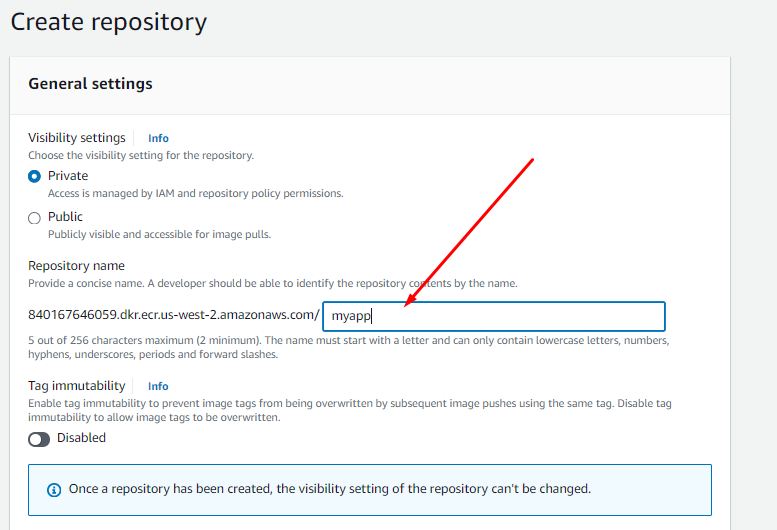 Create repository
General settings
Visibility settings Info
Choose the visibility setting for the repository.
Private
Access is managed by IAM and repository policy permissions.
Public
Publicly visible and accessible for image pulls.
Repository name
Provide a concise name. A developer should be able to identify the repository contents by the name.
840167646059.dkr.ecr.us-west-2.amazonaws.com/ myapp
5 out of 256 characters maximum (2 minimum). The name must start with a letter and can only contain lowercase letters, numbers,
hyphens, underscores, periods and forward slashes.
Tag immutability Info
Enable tag immutability to prevent image tags from being overwritten by subsequent image pushes using the same tag. Disable tag
immutability to allow image tags to be overwritten.
Disabled
Once a repository has been created, the visibility setting of the repository can't be changed.